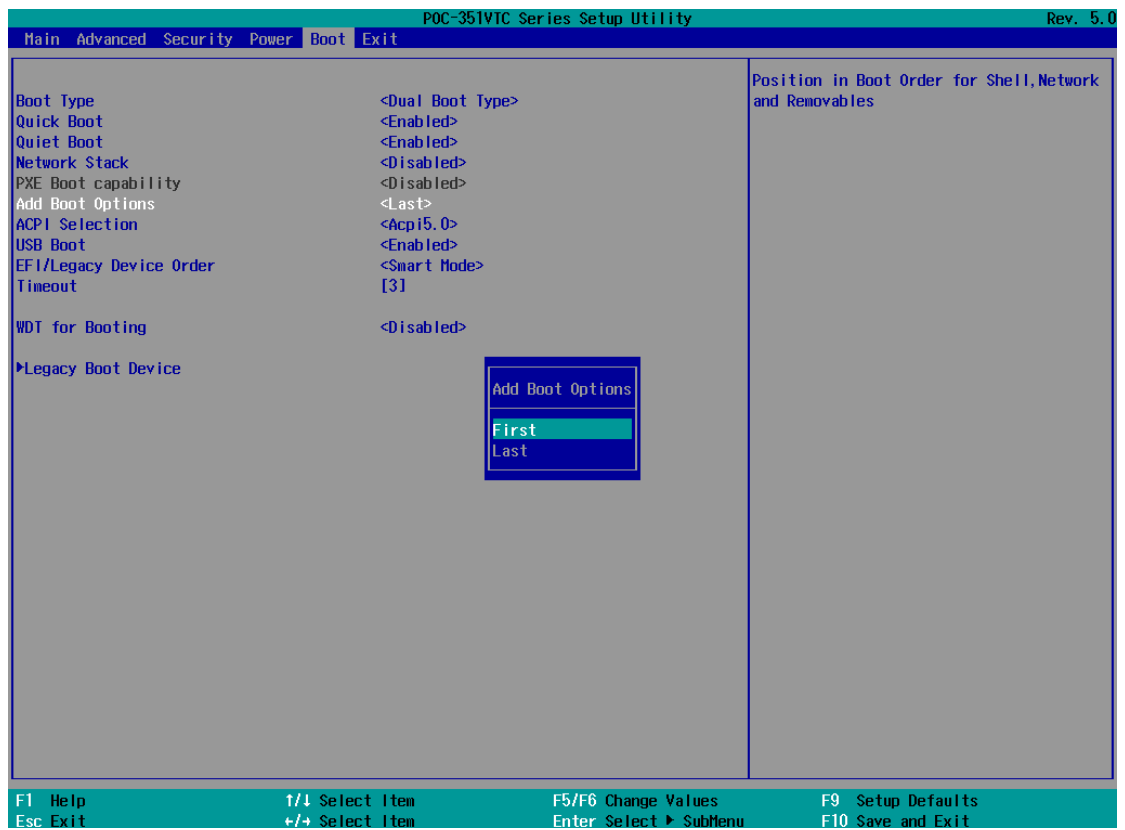 POC-351VTC Series Setup Utility Rev. 5.0
Main Advanced Security Power Boot Exit
Position in Boot Order for Shell,Network
and Removables
Boot Type <Dual Boot Type>
Quick Boot <Enabled>
Quiet Boot <Enabled>
Network Stack <Disabled>
PXE Boot capability <Disabled>
Add Boot Options <Last>
ACPI Selection <Acpi5.0>
USB Boot <Enabled>
EFI/Legacy Device Order <Smart Mode>
Timeout [3]
WDT for Booting <Disabled>
▶Legacy Boot Device
Add Boot Options
First
Last
F1 Help ↑/↓ Select Item F5/F6 Change Values F9 Setup Defaults
Esc Exit ←/→ Select Item Enter Select ▶ SubMenu F10 Save and Exit